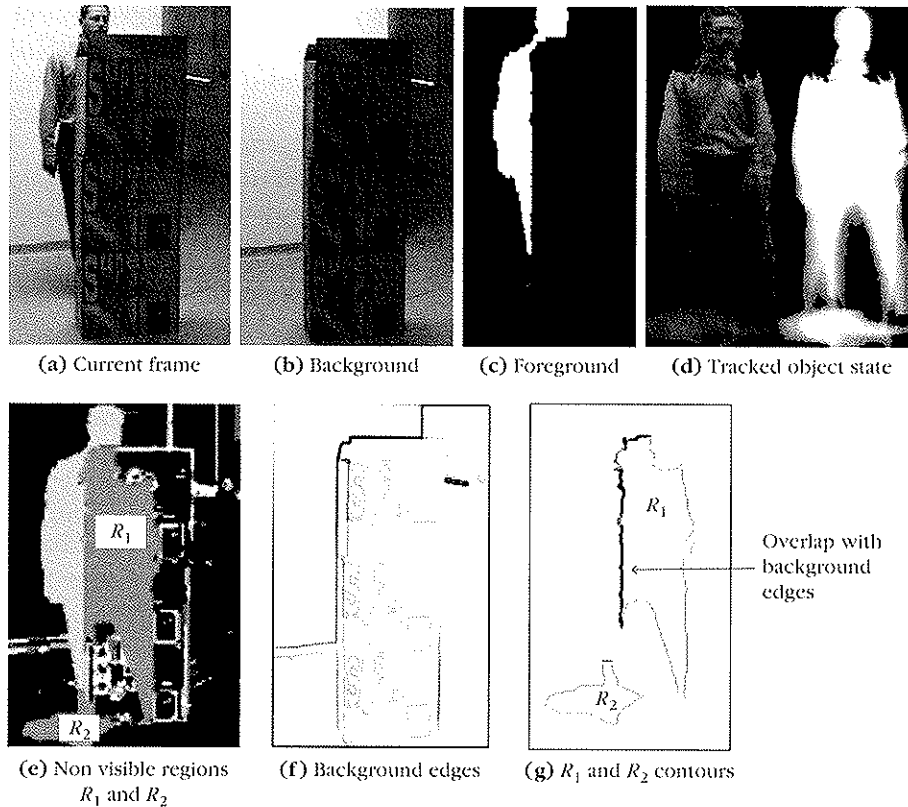 (a) Current frame
(b) Background
(c) Foreground
(d) Tracked object state
R1
R2
(e) Non visible regions
R1 and R2
(f) Background edges
R1
R2
Overlap with
background
edges
(g) R1 and R2 contours